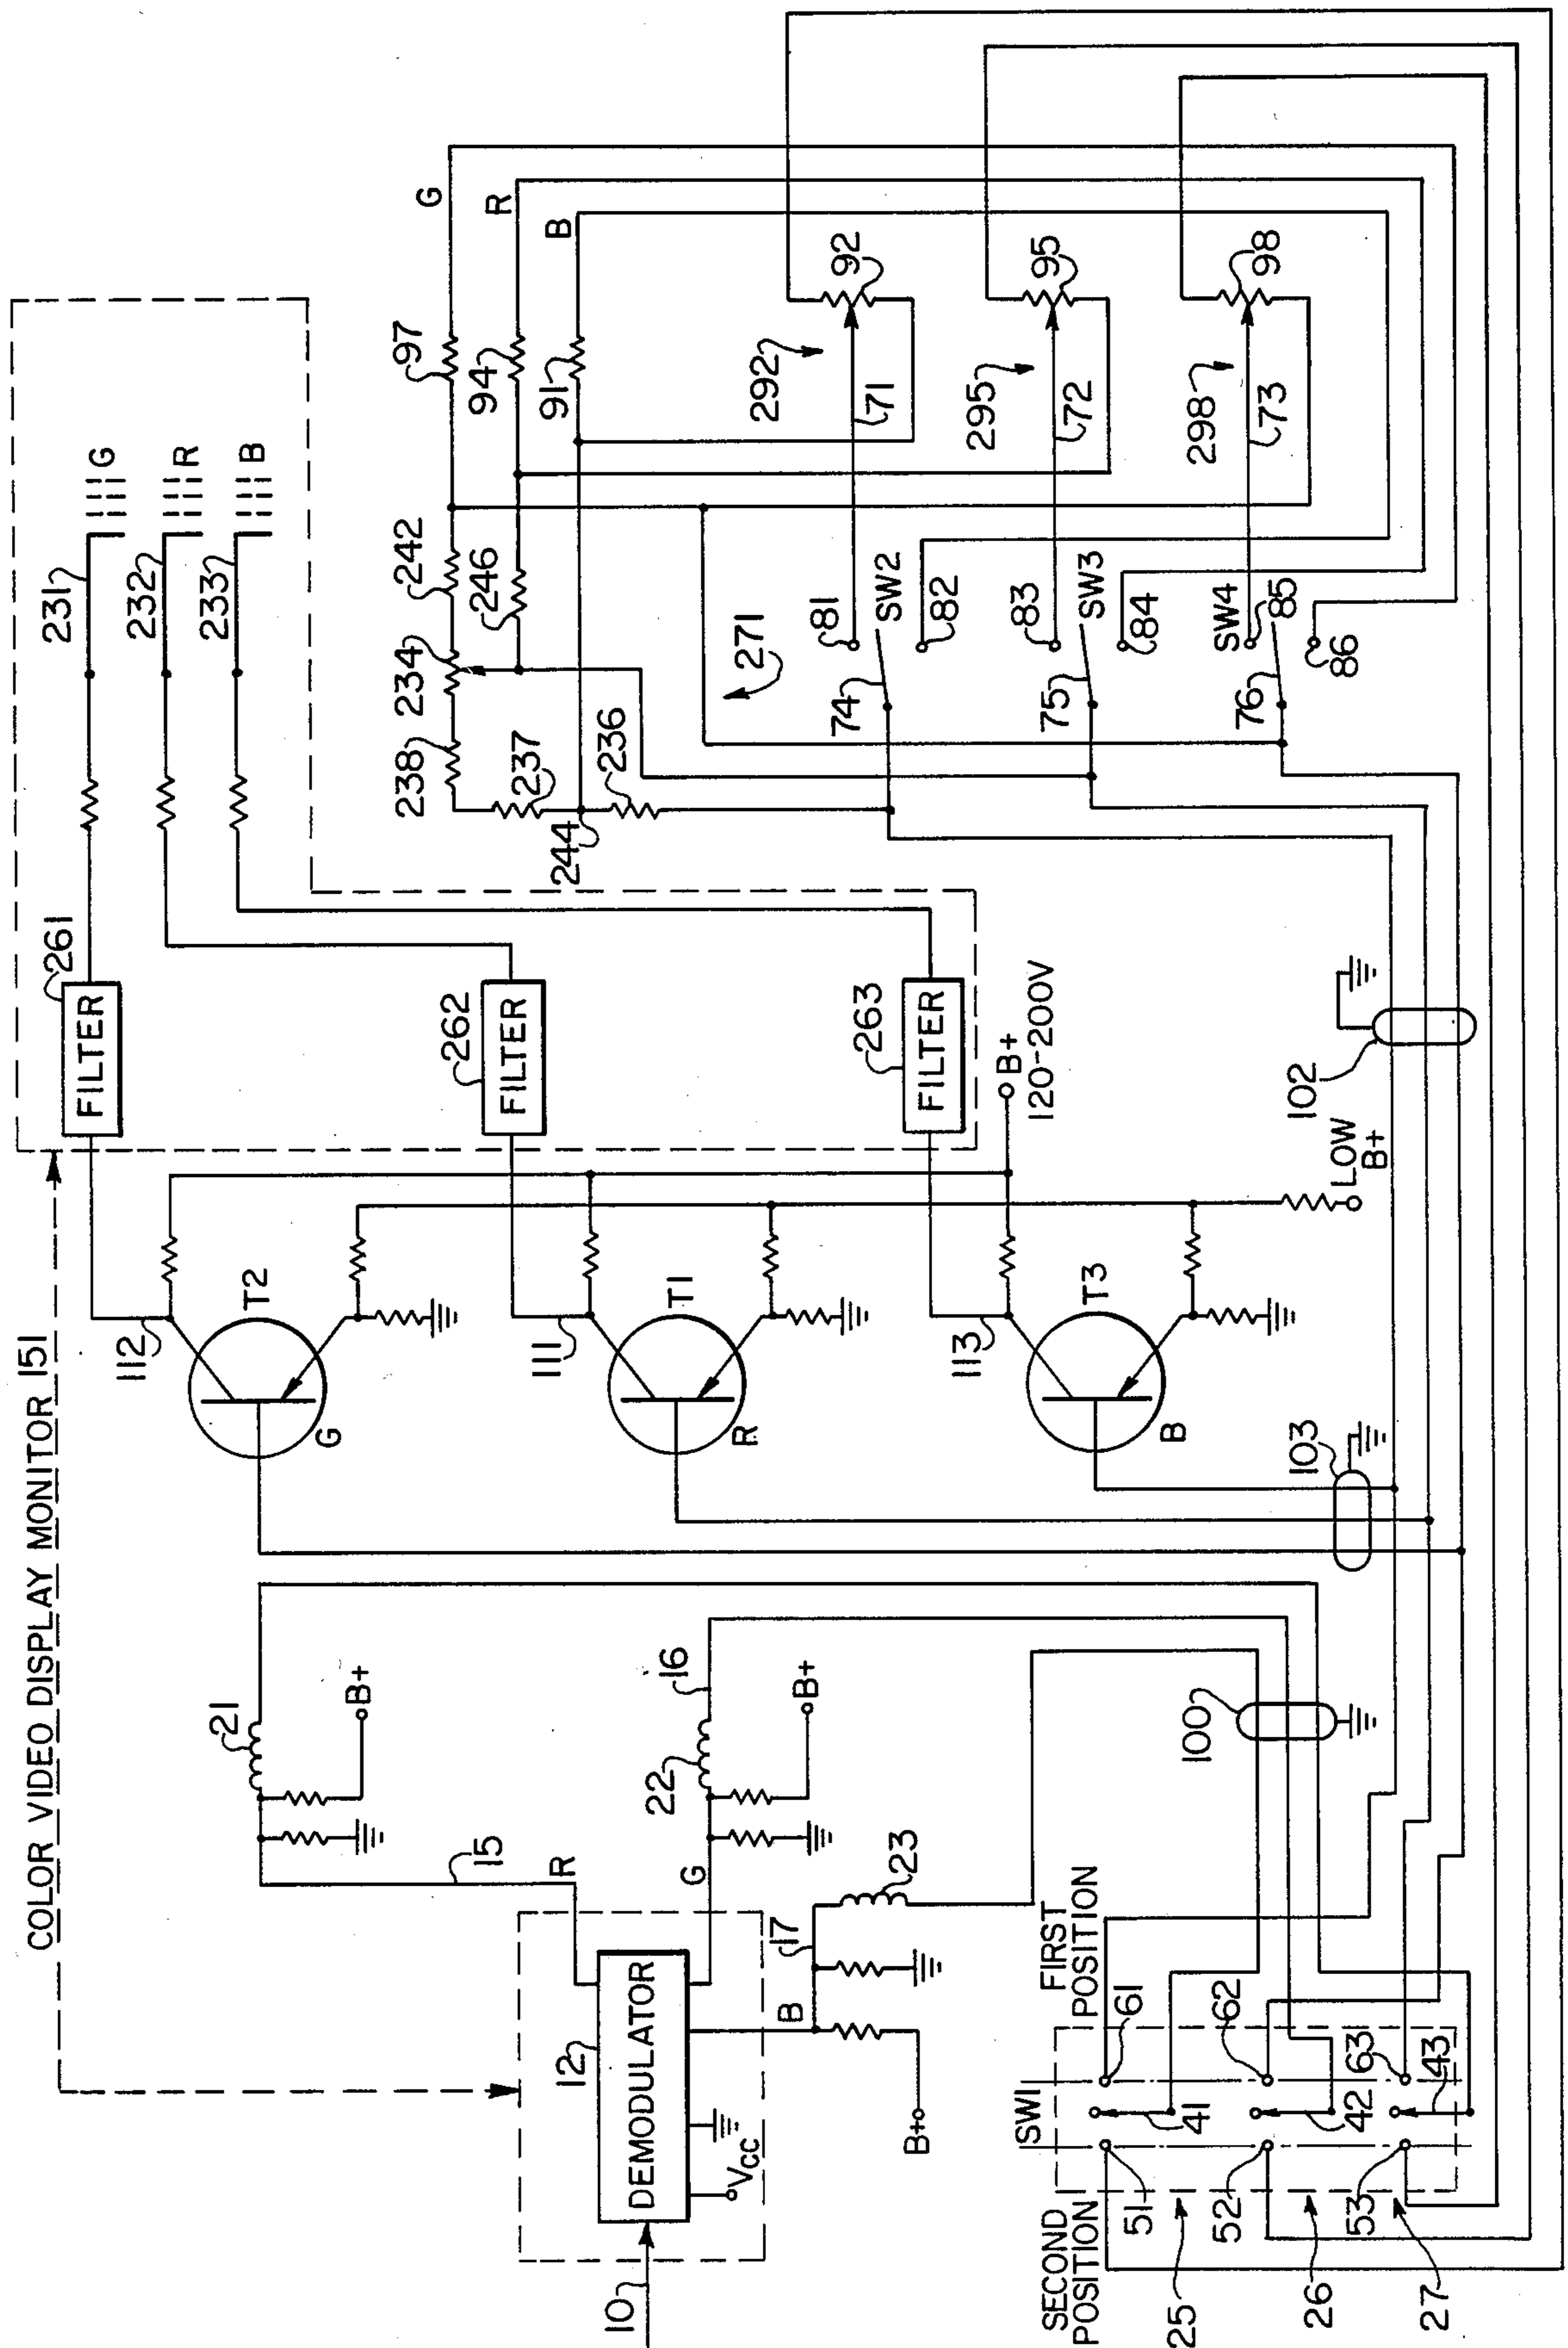 COLOR VIDEO DISPLAY MONITOR 151
10
12
DEMODULATOR
VCC
R
15
21
B+
G
22
16
B+
B
17
23
B+
100
SECOND POSITION
FIRST POSITION
SW1
25
26
27
51
52
53
41
42
43
61
62
63
112
T2
G
111
T1
R
113
T3
B
103
102
LOW B+
B+
120-200V
FILTER
261
FILTER
262
FILTER
263
231
232
233
G
R
B
238
234
242
97
G
237
246
94
R
244
236
91
B
271
74
SW2
81
82
75
SW3
83
84
76
SW4
85
86
292
71
92
295
72
95
298
73
98